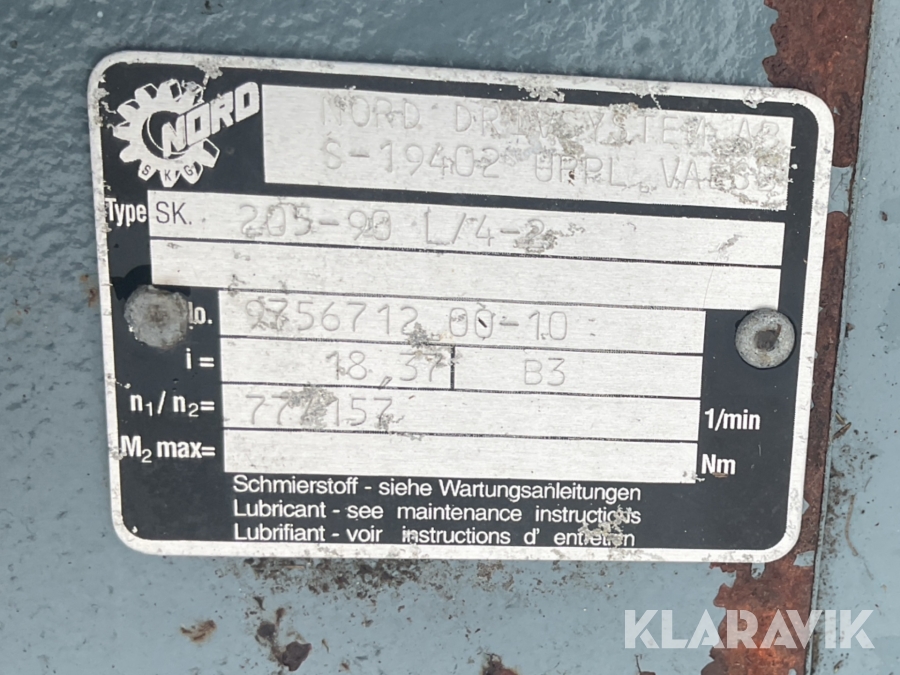 NORD
SKG
NORD DRIVSYSTEM AB
S-19402 UPPL. VÄSBY
Type SK. 205-90 L/4-2
No. 9756712 00-10
i = 18,37 B3
n1/ n2= 77/157 1/min
M2 max= Nm
Schmierstoff - siehe Wartungsanleitungen
Lubricant - see maintenance instructions
Lubrifiant - voir instructions d' entretien
KLARAVIK